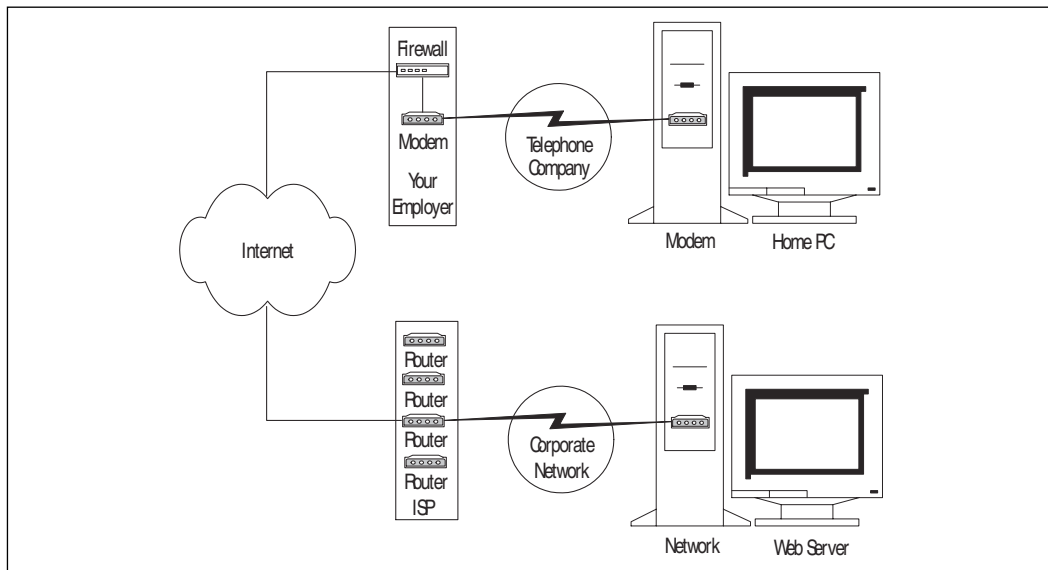 Firewall
Modem
Your
Employer
Telephone
Company
Modem
Home PC
Internet
Router
Router
Router
Router
ISP
Corporate
Network
Network
Web Server